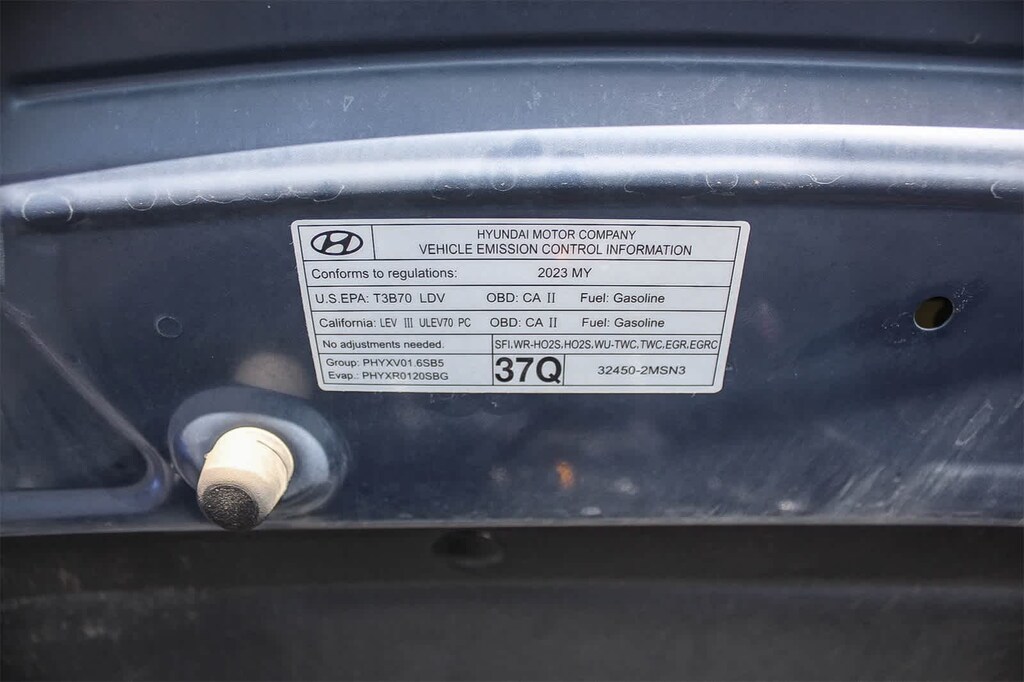 HYUNDAI MOTOR COMPANY
VEHICLE EMISSION CONTROL INFORMATION
Conforms to regulations: 2023 MY
U.S.EPA: T3B70 LDV OBD: CA II Fuel: Gasoline
California: LEV III ULEV70 PC OBD: CA II Fuel: Gasoline
No adjustments needed. SFI,WR-HO2S,HO2S,WU-TWC,TWC,EGR,EGRC
Group: PHYXV01.6SB5
Evap.: PHYXR0120SBG
37Q 32450-2MSN3